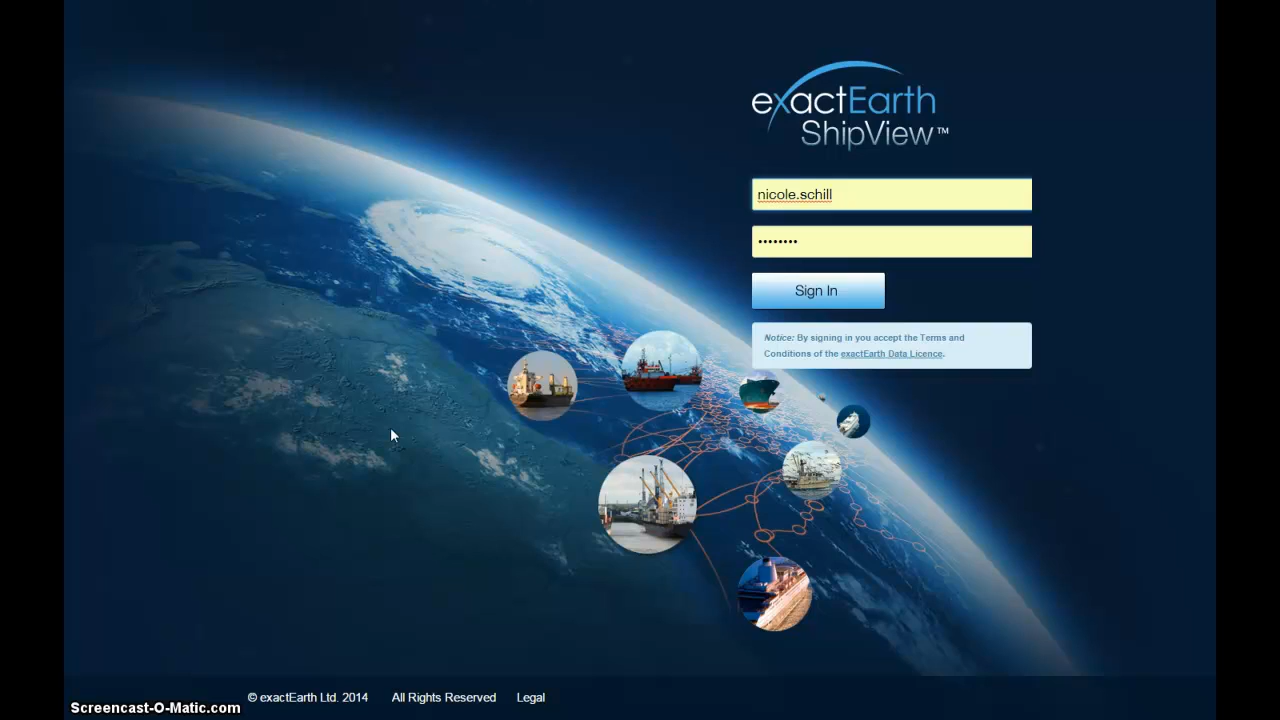 exactEarth
ShipView™
nicole.schill
••••••••
Sign In
Notice: By signing in you accept the Terms and
Conditions of the exactEarth Data Licence.
© exactEarth Ltd. 2014 All Rights Reserved Legal
Screencast-O-Matic.com